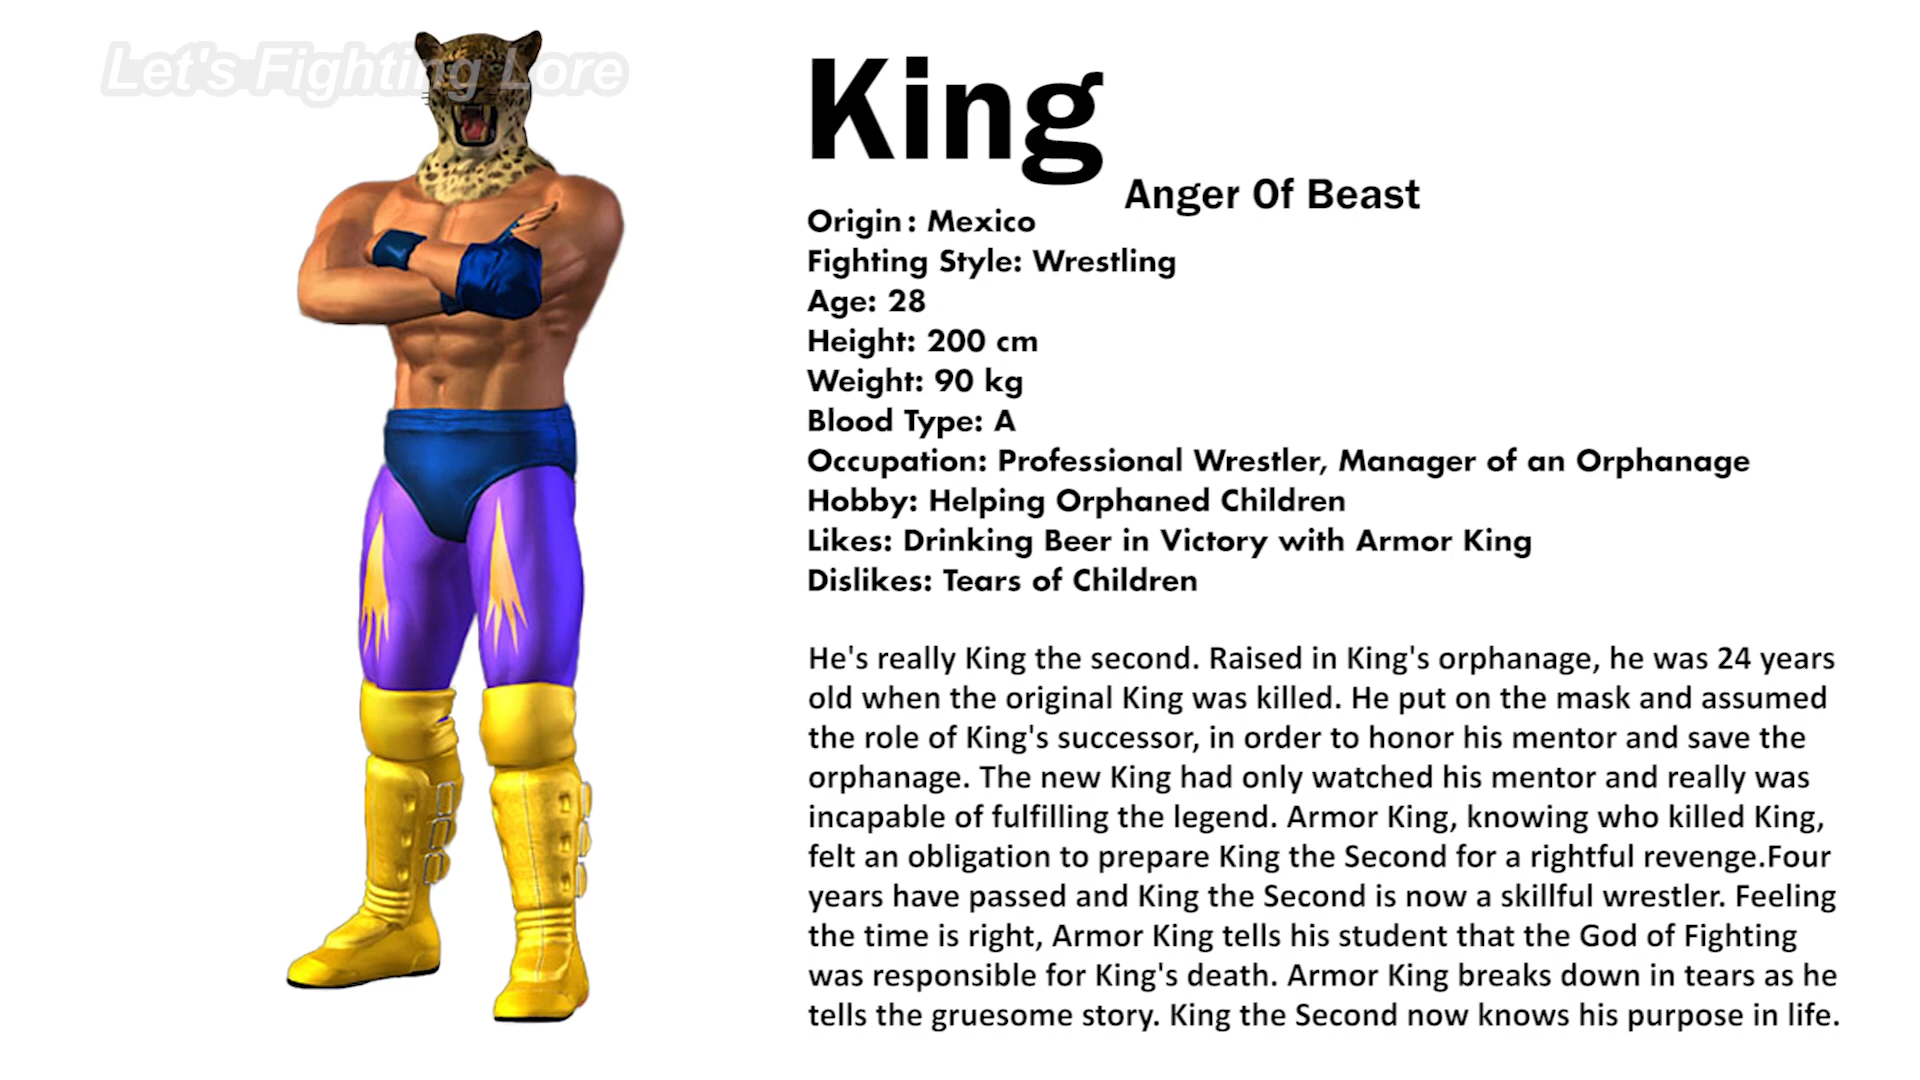 Let's Fighting Lore
King
Anger Of Beast
Origin : Mexico
Fighting Style: Wrestling
Age: 28
Height: 200 cm
Weight: 90 kg
Blood Type: A
Occupation: Professional Wrestler, Manager of an Orphanage
Hobby: Helping Orphaned Children
Likes: Drinking Beer in Victory with Armor King
Dislikes: Tears of Children
He's really King the second. Raised in King's orphanage, he was 24 years
old when the original King was killed. He put on the mask and assumed
the role of King's successor, in order to honor his mentor and save the
orphanage. The new King had only watched his mentor and really was
incapable of fulfilling the legend. Armor King, knowing who killed King,
felt an obligation to prepare King the Second for a rightful revenge.Four
years have passed and King the Second is now a skillful wrestler. Feeling
the time is right, Armor King tells his student that the God of Fighting
was responsible for King's death. Armor King breaks down in tears as he
tells the gruesome story. King the Second now knows his purpose in life.